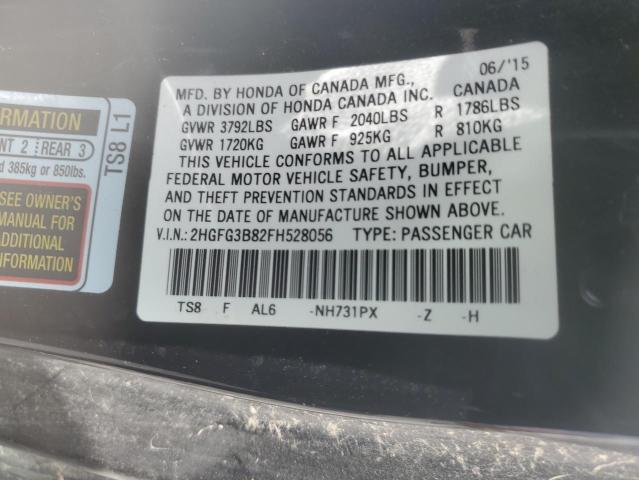 ORMATION
NT 2 REAR 3
d 385kg or 850lbs.
SEE OWNER'S
MANUAL FOR
ADDITIONAL
INFORMATION
TS8 L1
MFD. BY HONDA OF CANADA MFG., 06/'15
A DIVISION OF HONDA CANADA INC. CANADA
GVWR 3792LBS GAWR F 2040LBS R 1786LBS
GVWR 1720KG GAWR F 925KG R 810KG
THIS VEHICLE CONFORMS TO ALL APPLICABLE
FEDERAL MOTOR VEHICLE SAFETY, BUMPER,
AND THEFT PREVENTION STANDARDS IN EFFECT
ON THE DATE OF MANUFACTURE SHOWN ABOVE.
V.I.N.: 2HGFG3B82FH528056 TYPE: PASSENGER CAR
TS8 F AL6 -NH731PX -Z -H